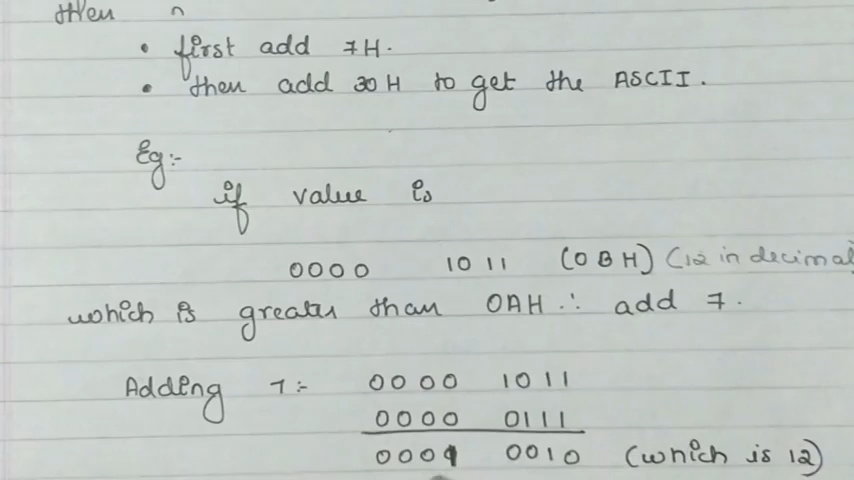 then
• first add 7H.
• then add 30H to get the ASCII.
Eg:-
if value is
0000 1011 (0BH) (12 in decimal
which is greater than 0AH ∴ add 7.
Adding 7:- 0000 1011
0000 0111
0001 0010 (which is 12)